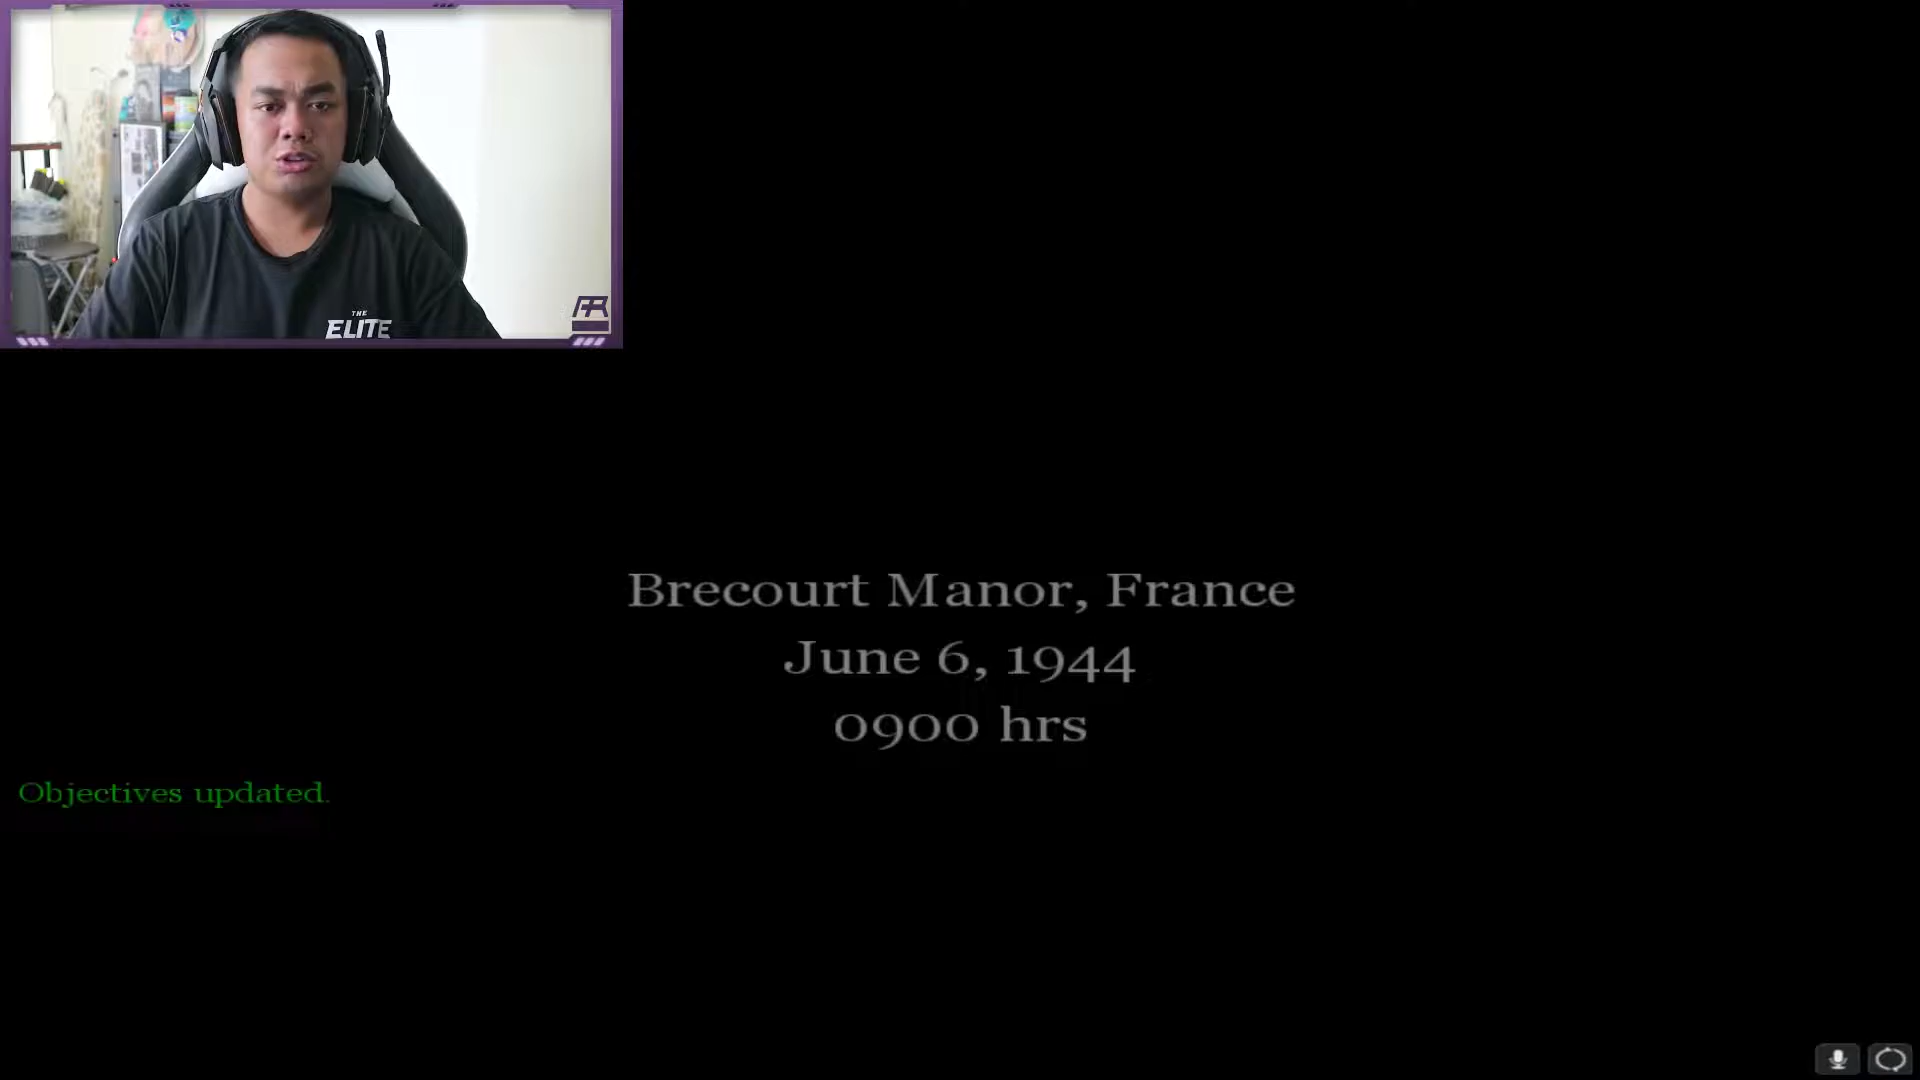 THE
ELITE
Brecourt Manor, France
June 6, 1944
0900 hrs
Objectives updated.